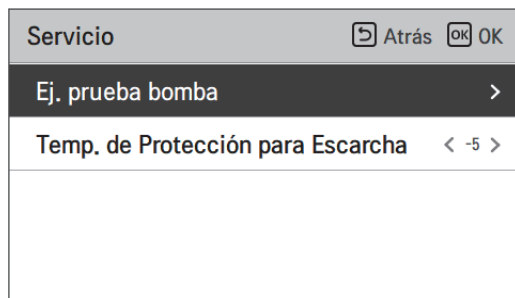 Servicio Atrás OK OK
Ej. prueba bomba >
Temp. de Protección para Escarcha < -5 >